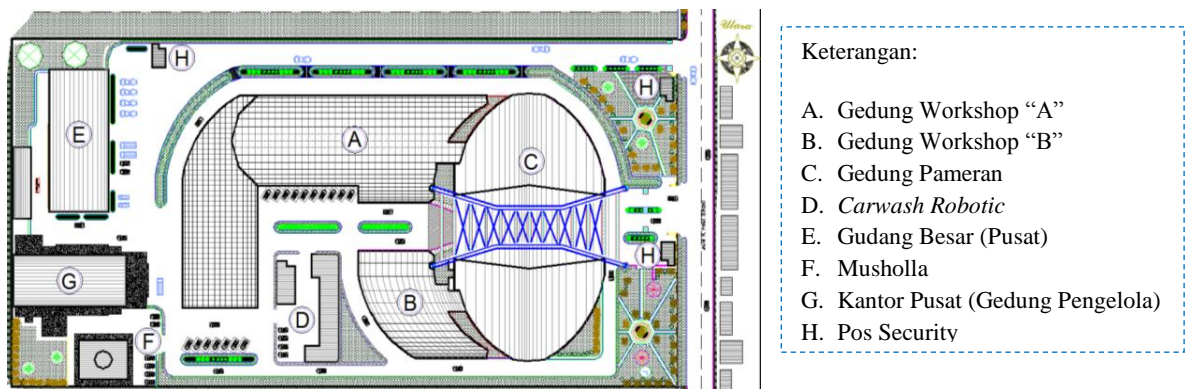 Utara
H
H
E
A
C
H
G
B
D
F
Keterangan:
A. Gedung Workshop “A”
B. Gedung Workshop “B”
C. Gedung Pameran
D. Carwash Robotic
E. Gudang Besar (Pusat)
F. Musholla
G. Kantor Pusat (Gedung Pengelola)
H. Pos Security